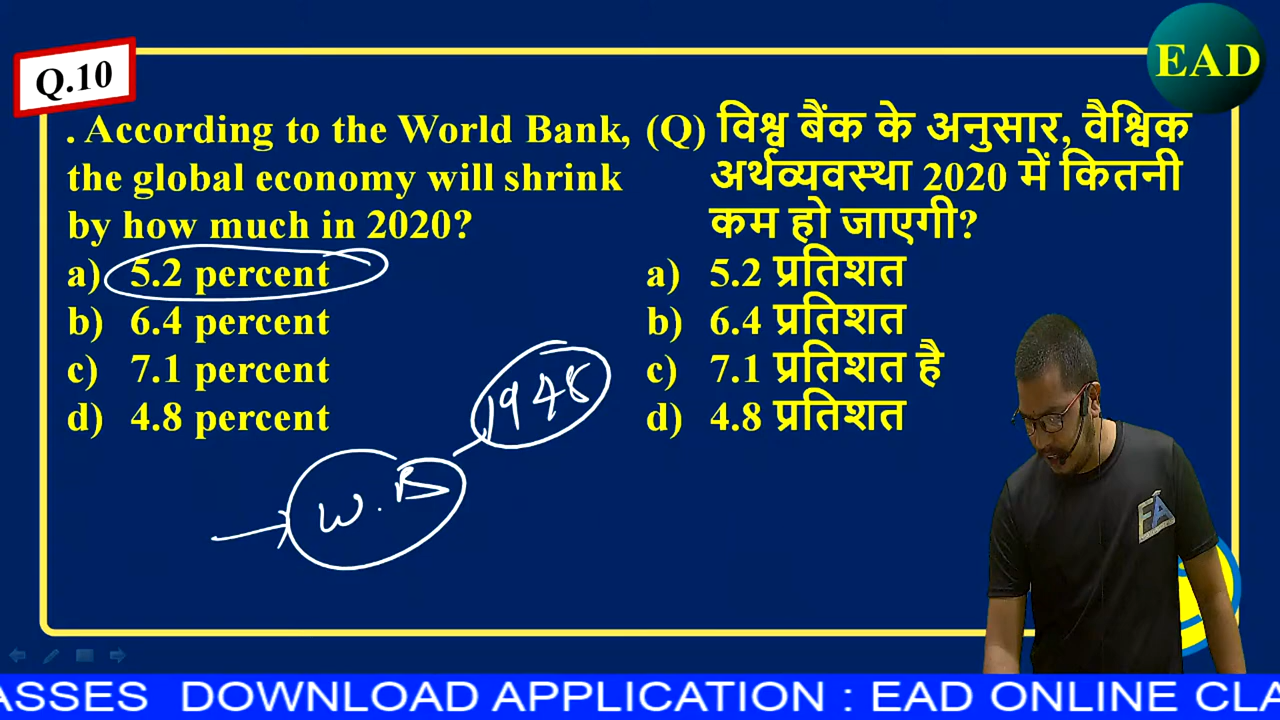 Q.10
EAD
. According to the World Bank,
the global economy will shrink
by how much in 2020?
a) 5.2 percent
b) 6.4 percent
c) 7.1 percent
d) 4.8 percent
(Q) विश्व बैंक के अनुसार, वैश्विक
अर्थव्यवस्था 2020 में कितनी
कम हो जाएगी?
a) 5.2 प्रतिशत
b) 6.4 प्रतिशत
c) 7.1 प्रतिशत है
d) 4.8 प्रतिशत
1948
W.B
EA
ASSES DOWNLOAD APPLICATION : EAD ONLINE CLA